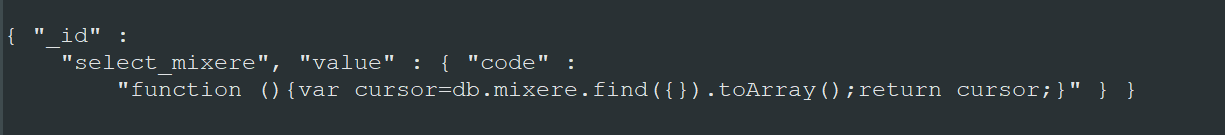 { "_id" :
"select_mixere", "value" : { "code" :
"function (){var cursor=db.mixere.find({}).toArray();return cursor;}" } }